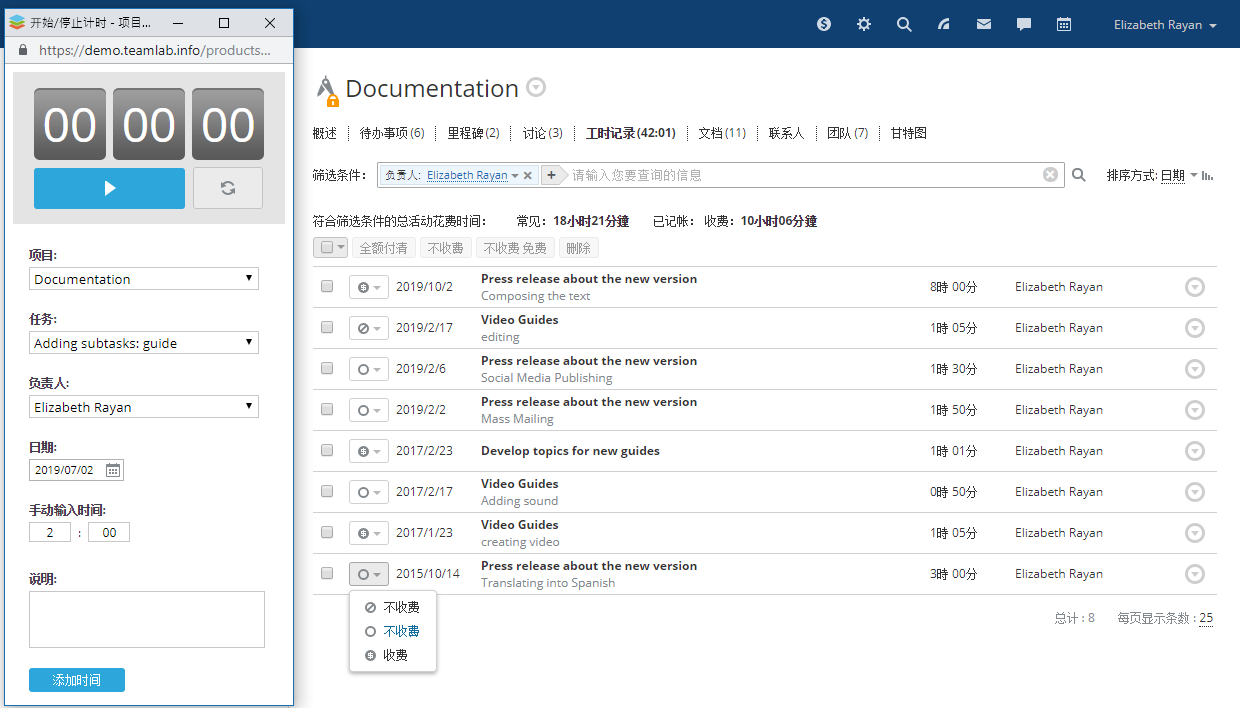 开始/停止计时 - 项目...
https://demo.teamlab.info/products...
00 00 00
项目:
Documentation
任务:
Adding subtasks: guide
负责人:
Elizabeth Rayan
日期:
2019/07/02
手动输入时间:
2 : 00
说明:
添加时间
Elizabeth Rayan
Documentation
概述 待办事项 (6) 里程碑 (2) 讨论 (3) 工时记录 (42:01) 文档 (11) 联系人 团队 (7) 甘特图
筛选条件: 负责人: Elizabeth Rayan 请输入您要查询的信息 排序方式: 日期
符合筛选条件的总活动花费时间: 常见: 18小时21分鐘 已记帐: 收费: 10小时06分鐘
全额付清 不收费 不收费 免费 刪除
2019/10/2 Press release about the new version 8時 00分 Elizabeth Rayan
Composing the text
2019/2/17 Video Guides 1時 05分 Elizabeth Rayan
editing
2019/2/6 Press release about the new version 1時 30分 Elizabeth Rayan
Social Media Publishing
2019/2/2 Press release about the new version 1時 50分 Elizabeth Rayan
Mass Mailing
2017/2/23 Develop topics for new guides 1時 01分 Elizabeth Rayan
2017/2/17 Video Guides 0時 50分 Elizabeth Rayan
Adding sound
2017/1/23 Video Guides 1時 05分 Elizabeth Rayan
creating video
2015/10/14 Press release about the new version 3時 00分 Elizabeth Rayan
Translating into Spanish
不收费
不收费
收费
总计 : 8 每页显示条数 : 25